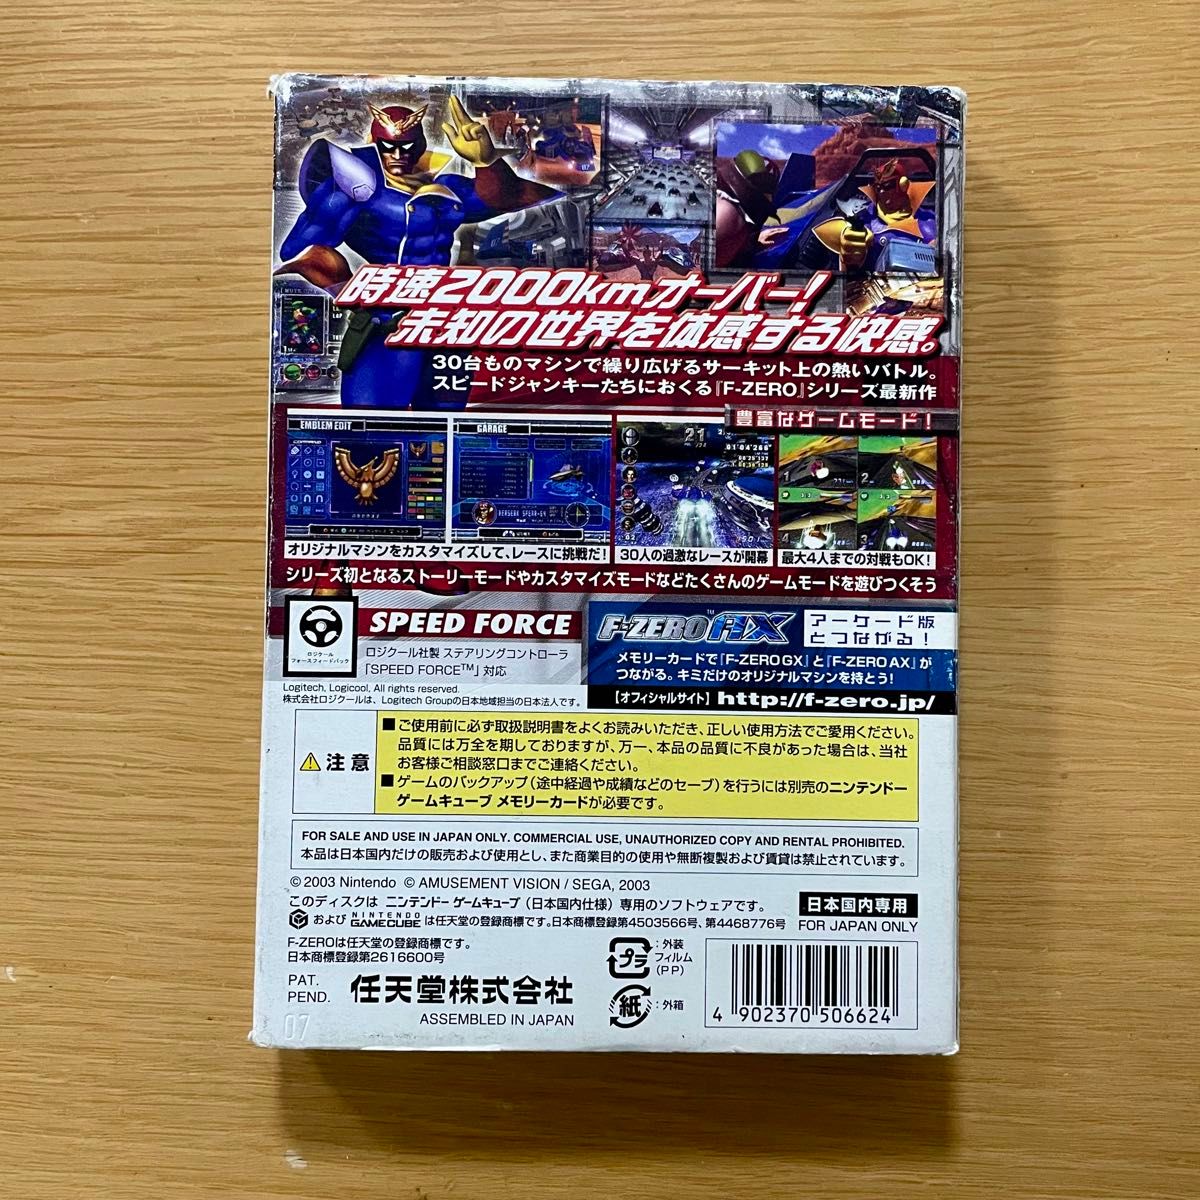 時速2000kmオーバー!
未知の世界を体感する快感。
30台ものマシンで繰り広げるサーキット上の熱いバトル。
スピードジャンキーたちにおくる『F-ZERO』シリーズ最新作
豊富なゲームモード!
EMBLEM EDIT
GARAGE
BERSERK SPEAR-S4
21
オリジナルマシンをカスタマイズして、レースに挑戦だ!
30人の過激なレースが開幕
最大4人までの対戦もOK!
シリーズ初となるストーリーモードやカスタマイズモードなどたくさんのゲームモードを遊びつくそう
ロジクール
フォースフィードバック
SPEED FORCE
ロジクール社製 ステアリングコントローラ
「SPEED FORCE™」対応
Logitech, Logicool, All rights reserved.
株式会社ロジクールは、Logitech Groupの日本地域担当の日本法人です。
F-ZERO AX™
アーケード版
とつながる!
メモリーカードで『F-ZERO GX』と『F-ZERO AX』が
つながる。キミだけのオリジナルマシンを持とう!
【オフィシャルサイト】http://f-zero.jp/
注意
■ご使用前に必ず取扱説明書をよくお読みいただき、正しい使用方法でご愛用ください。
品質には万全を期しておりますが、万一、本品の品質に不良があった場合は、当社
お客様ご相談窓口までご連絡ください。
■ゲームのバックアップ(途中経過や成績などのセーブ)を行うには別売のニンテンドー
ゲームキューブ メモリーカードが必要です。
FOR SALE AND USE IN JAPAN ONLY. COMMERCIAL USE, UNAUTHORIZED COPY AND RENTAL PROHIBITED.
本品は日本国内だけの販売および使用とし、また商業目的の使用や無断複製および賃貸は禁止されています。
©2003 Nintendo © AMUSEMENT VISION / SEGA, 2003
このディスクは ニンテンドー ゲームキューブ(日本国内仕様)専用のソフトウェアです。
および NINTENDO GAMECUBE は任天堂の登録商標です。日本商標登録第4503566号、第4468776号
日本国内専用
FOR JAPAN ONLY
F-ZEROは任天堂の登録商標です。
日本商標登録第2616600号
PAT.
PEND.
任天堂株式会社
ASSEMBLED IN JAPAN
07
プラ
:外装
フィルム
(PP)
紙
:外箱
4 902370 506624